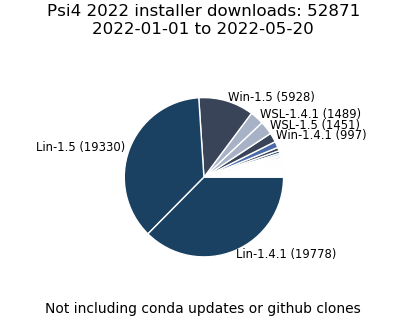 Psi4 2022 installer downloads: 52871
2022-01-01 to 2022-05-20
Win-1.5 (5928)
WSL-1.4.1 (1489)
WSL-1.5 (1451)
Win-1.4.1 (997)
Lin-1.5 (19330)
Lin-1.4.1 (19778)
Not including conda updates or github clones